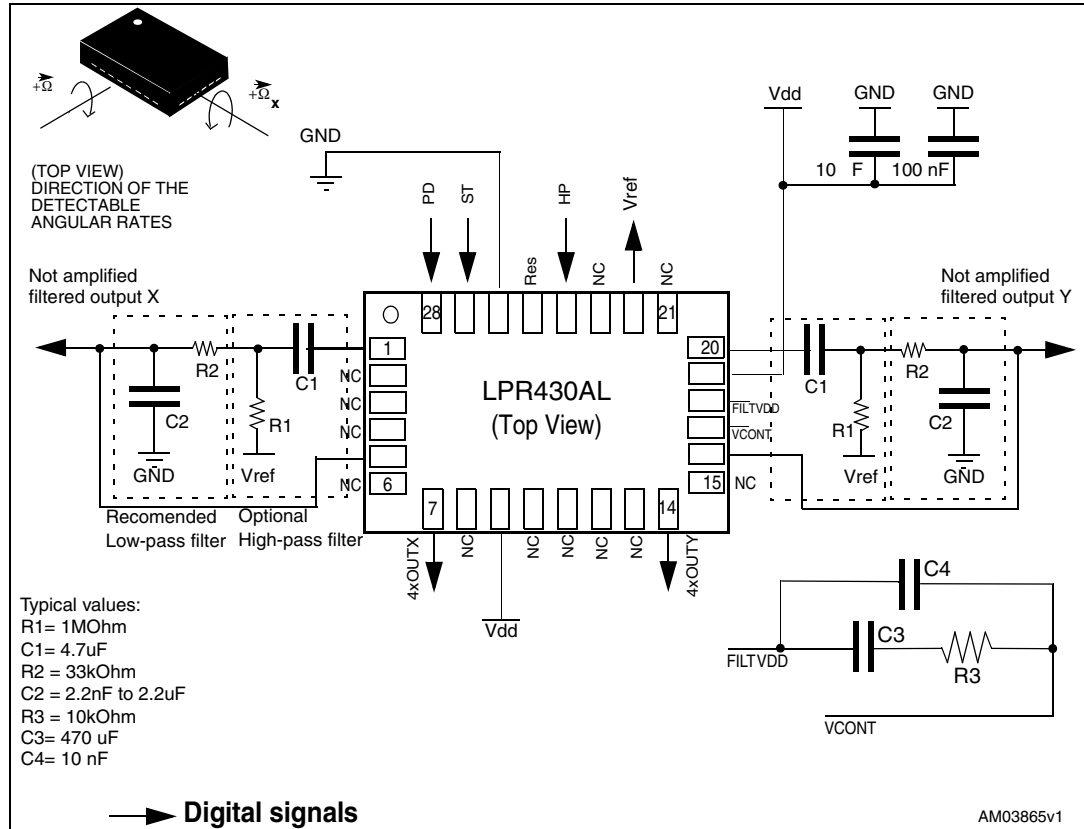 +Ω
+Ω x
(TOP VIEW)
DIRECTION OF THE
DETECTABLE
ANGULAR RATES
GND
PD
ST
Res
HP
NC
Vref
NC
Vdd
GND
GND
10 F
100 nF
Not amplified
filtered output X
Not amplified
filtered output Y
28
21
1
20
NC
NC
NC
NC
6
LPR430AL
(Top View)
FILTVDD
VCONT
15
NC
7
14
R2
C1
C2
R1
GND
Vref
C1
R2
R1
C2
Vref
GND
Recomended
Low-pass filter
Optional
High-pass filter
4xOUTX
NC
Vdd
NC
NC
NC
NC
4xOUTY
Typical values:
R1= 1MOhm
C1= 4.7uF
R2 = 33kOhm
C2 = 2.2nF to 2.2uF
R3 = 10kOhm
C3= 470 uF
C4= 10 nF
C4
C3
R3
FILTVDD
VCONT
Digital signals
AM03865v1